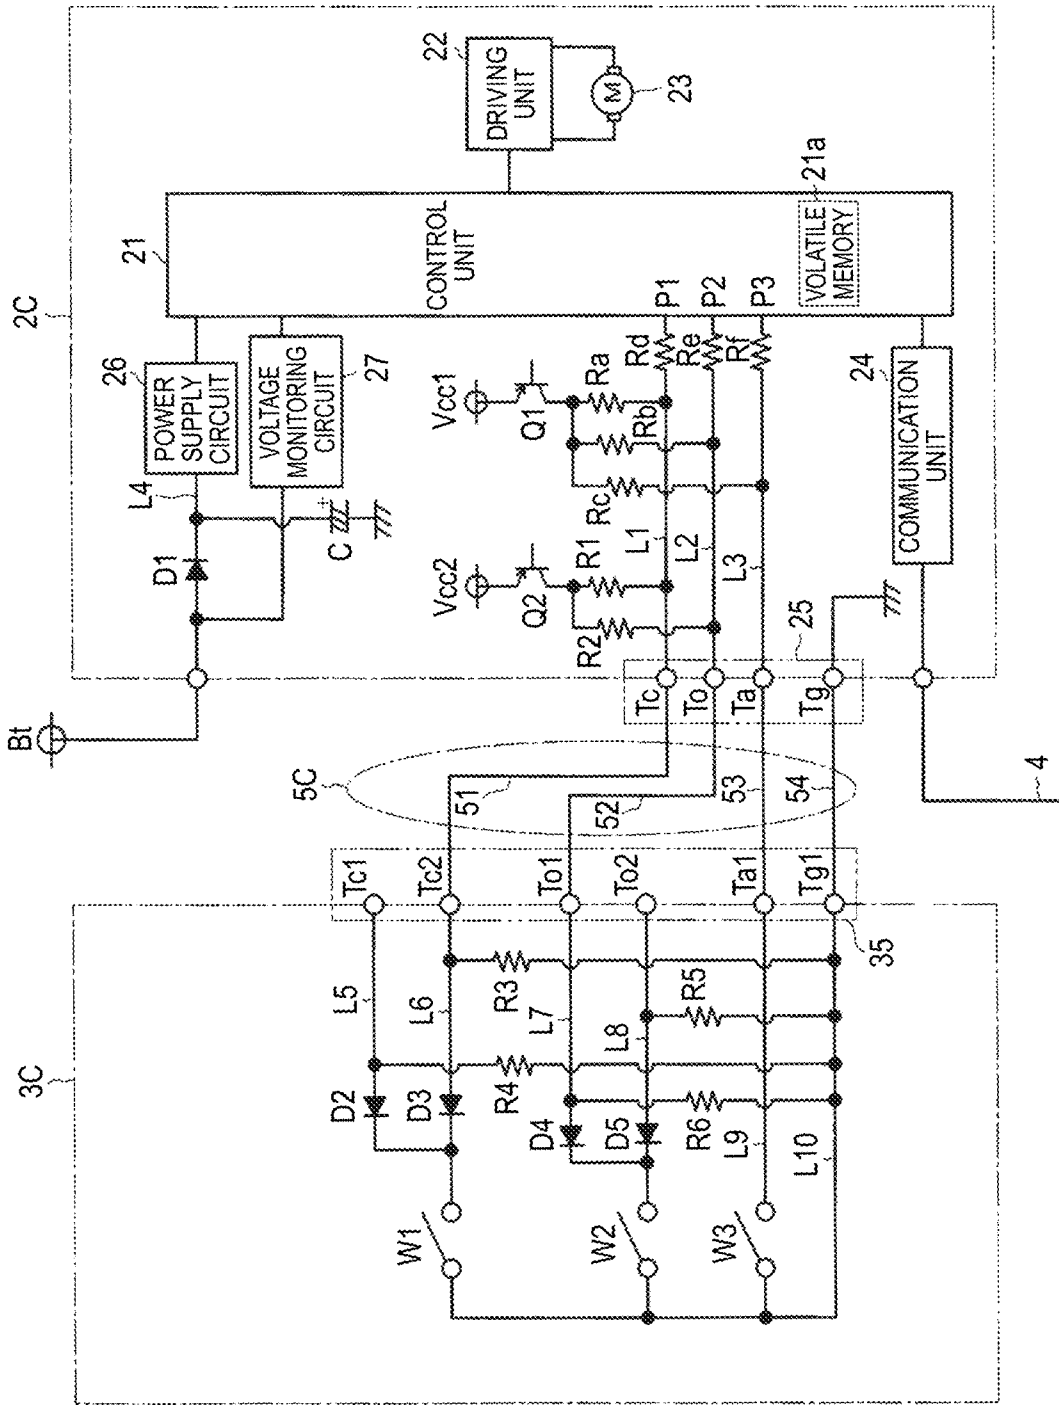 3C
2C
Bt
L4
D1
26
POWER
SUPPLY
CIRCUIT
VOLTAGE
MONITORING
CIRCUIT
27
+
C
21
CONTROL
UNIT
VOLATILE
MEMORY
21a
22
DRIVING
UNIT
M
23
Vcc1
Q1
Ra
Rb
Rc
Rd
Re
Rf
P1
P2
P3
Vcc2
Q2
R1
R2
L1
L2
L3
24
COMMUNICATION
UNIT
25
Tc
To
Ta
Tg
5C
51
52
53
54
4
Tc1
Tc2
To1
To2
Ta1
Tg1
35
L5
L6
L7
L8
L9
L10
R3
R4
R5
R6
D2
D3
D4
D5
W1
W2
W3